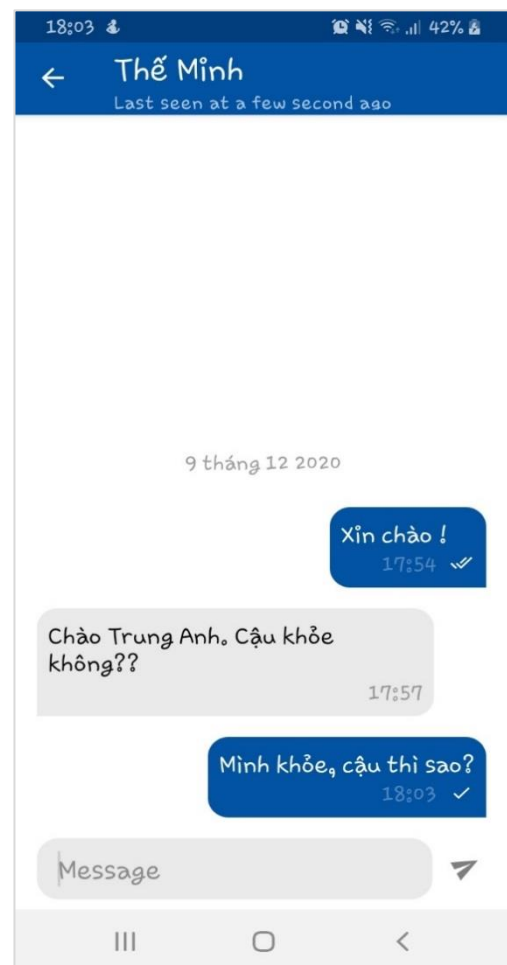 18:03 42%
Thế Minh
Last seen at a few second ago
9 tháng 12 2020
Xin chào !
17:54
Chào Trung Anh. Cậu khỏe
không??
17:57
Mình khỏe, cậu thì sao?
18:03
Message